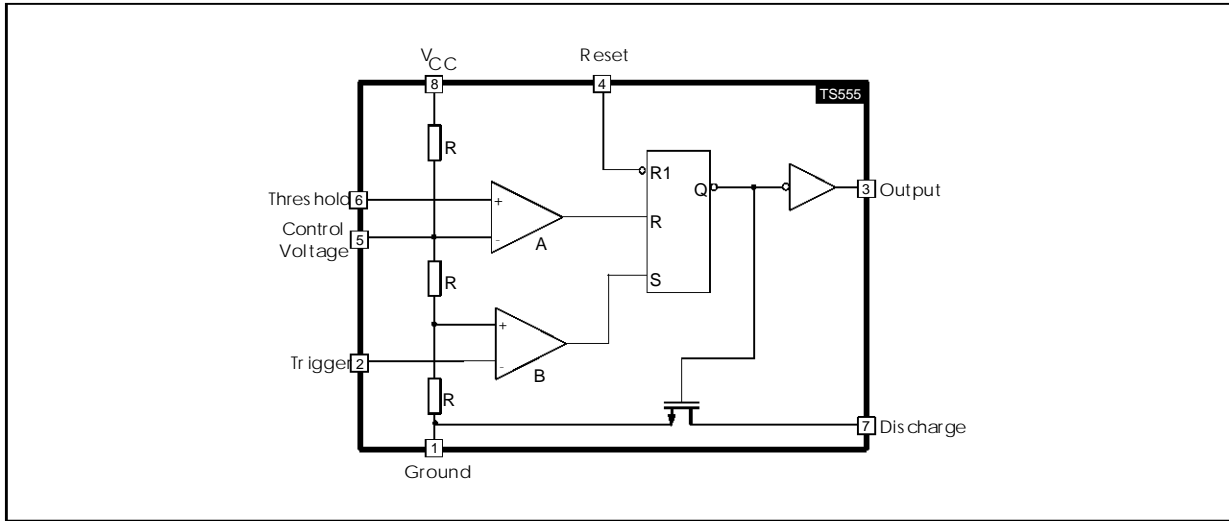 VCC
Reset
8
4
TS555
R
R1
Threshold
6
+
Q
3
Output
Control
Voltage
5
-
A
R
R
S
+
Trigger
2
-
B
R
7
Discharge
1
Ground